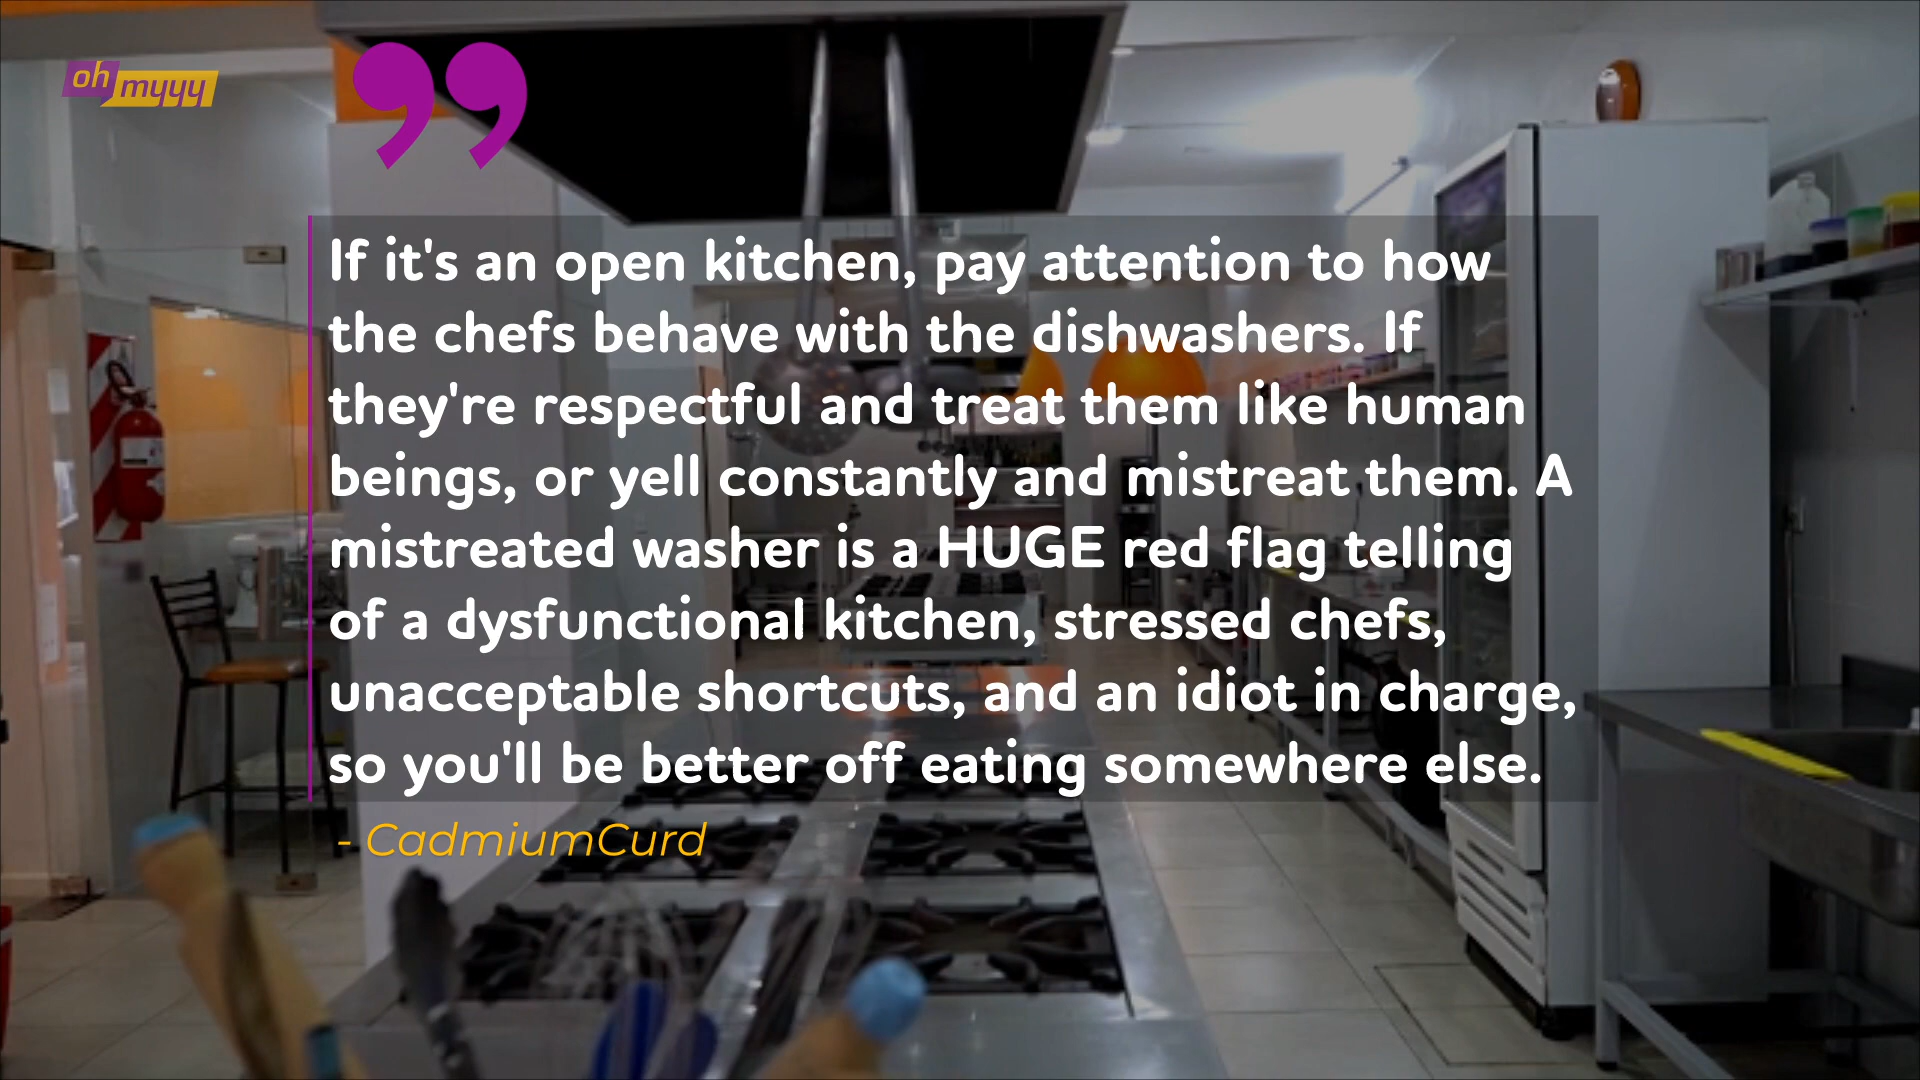 oh
myyy
If it's an open kitchen, pay attention to how
the chefs behave with the dishwashers. If
they're respectful and treat them like human
beings, or yell constantly and mistreat them. A
mistreated washer is a HUGE red flag telling
of a dysfunctional kitchen, stressed chefs,
unacceptable shortcuts, and an idiot in charge,
so you'll be better off eating somewhere else.
- CadmiumCurd